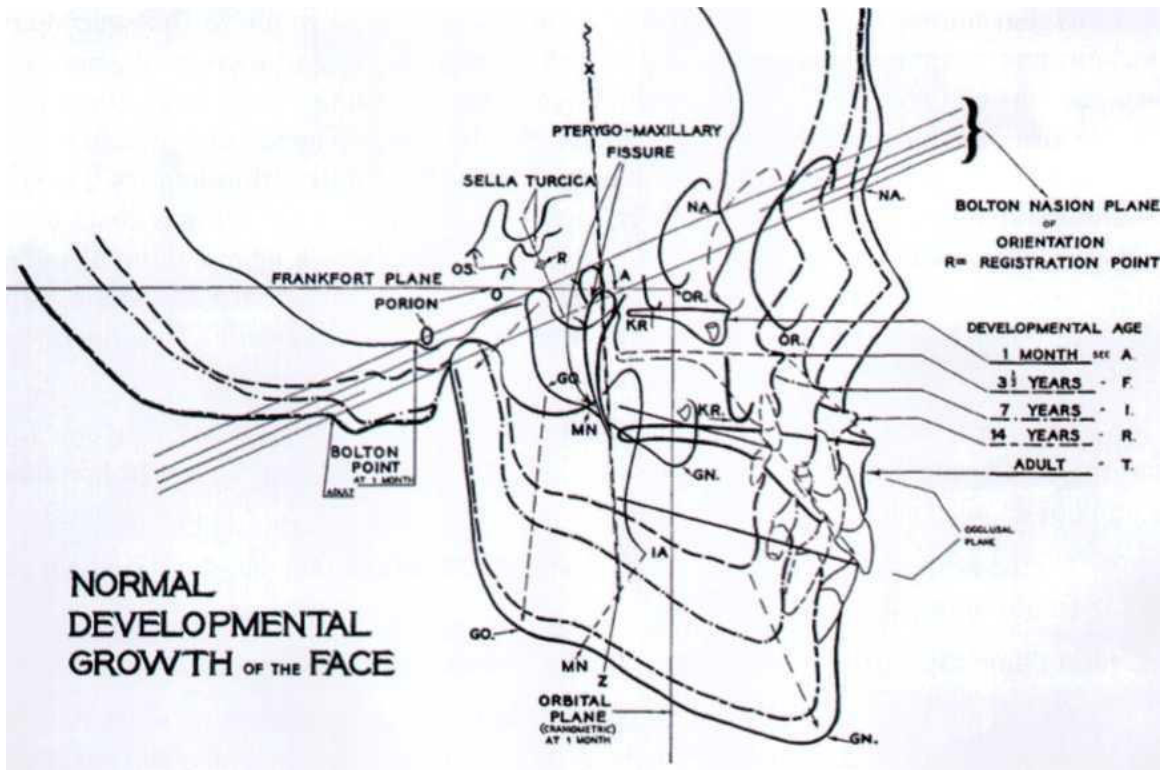 X
PTERYGO-MAXILLARY
FISSURE
SELLA TURCICA
NA.
NA.
BOLTON NASION PLANE
OF
ORIENTATION
R= REGISTRATION POINT
OS.
R
A
FRANKFORT PLANE
O
PORION
OR.
K.R.
OR.
DEVELOPMENTAL AGE
1 MONTH SEE A.
3½ YEARS - F.
7 YEARS - I.
14 YEARS - R.
ADULT - T.
GO.
MN
K.R.
GN.
BOLTON
POINT
AT 1 MONTH
ADULT
OCCLUSAL
PLANE
IA
NORMAL
DEVELOPMENTAL
GROWTH OF THE FACE
GO.
MN
Z
ORBITAL
PLANE
(CRANIOMETRIC)
AT 1 MONTH
GN.